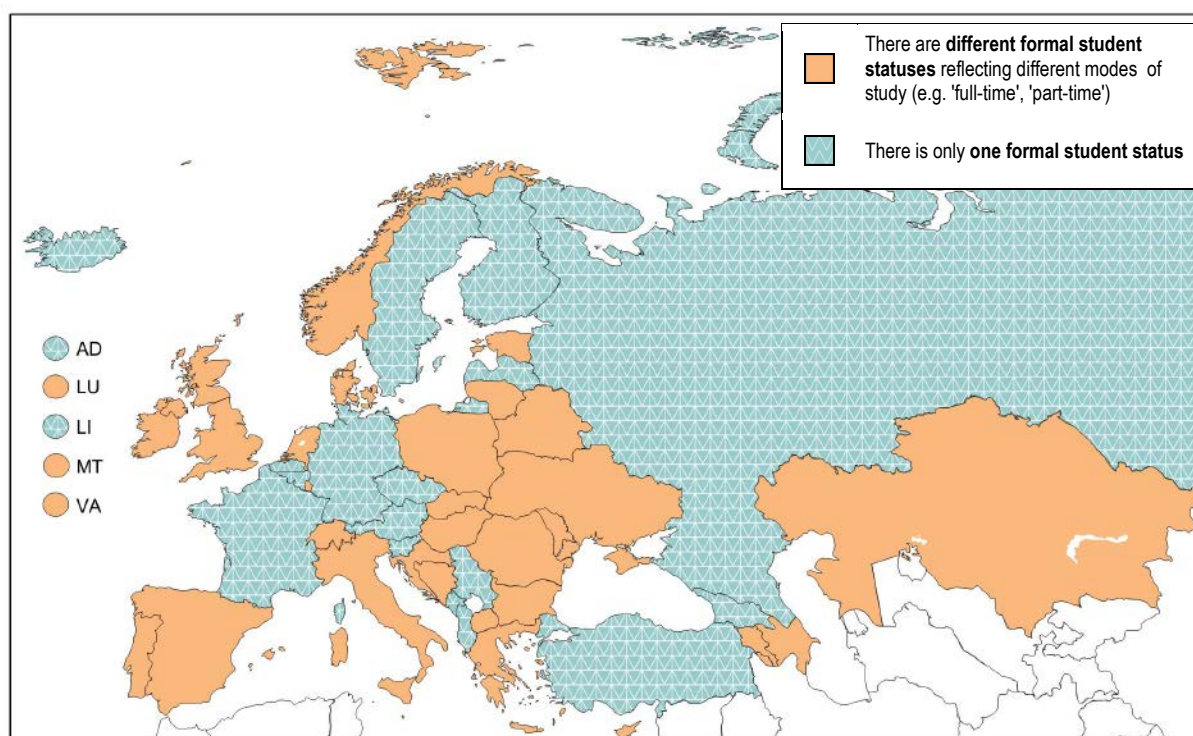 There are different formal student
statuses reflecting different modes of
study (e.g. 'full-time', 'part-time')
There is only one formal student status
AD
LU
LI
MT
VA